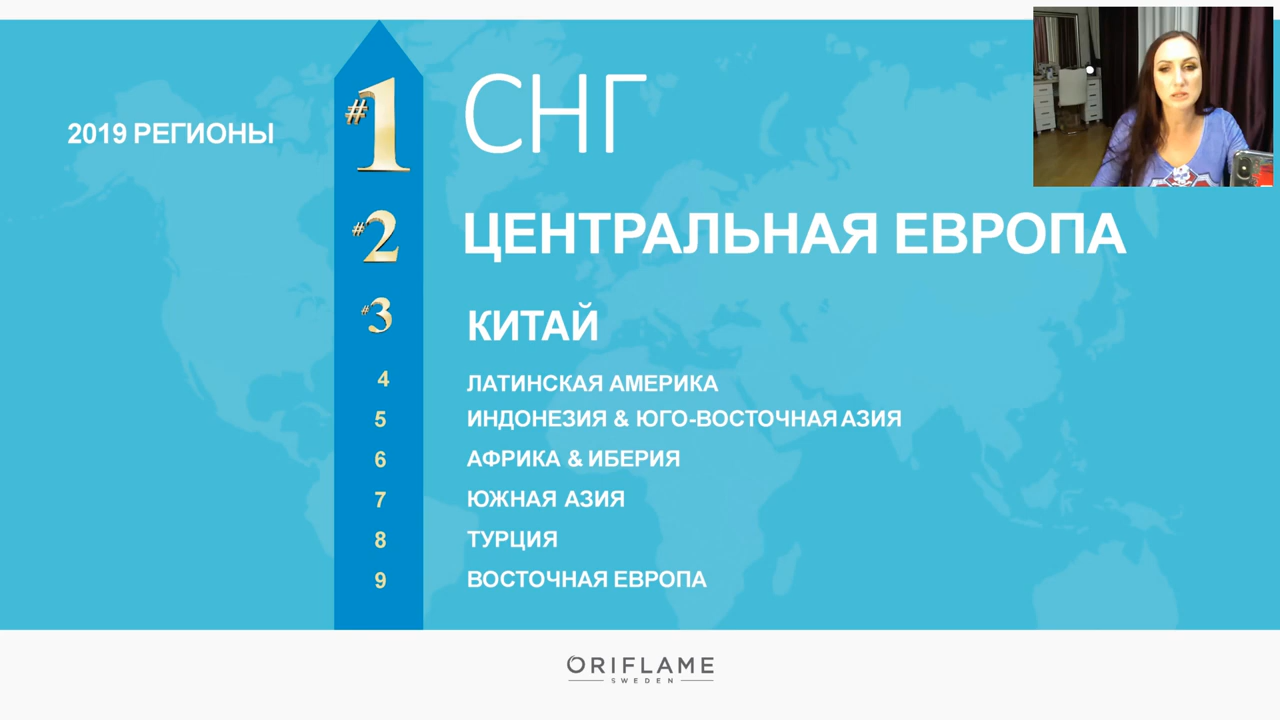 2019 РЕГИОНЫ
#1 СНГ
#2 ЦЕНТРАЛЬНАЯ ЕВРОПА
#3 КИТАЙ
4 ЛАТИНСКАЯ АМЕРИКА
5 ИНДОНЕЗИЯ & ЮГО-ВОСТОЧНАЯ АЗИЯ
6 АФРИКА & ИБЕРИЯ
7 ЮЖНАЯ АЗИЯ
8 ТУРЦИЯ
9 ВОСТОЧНАЯ ЕВРОПА
ORIFLAME
SWEDEN